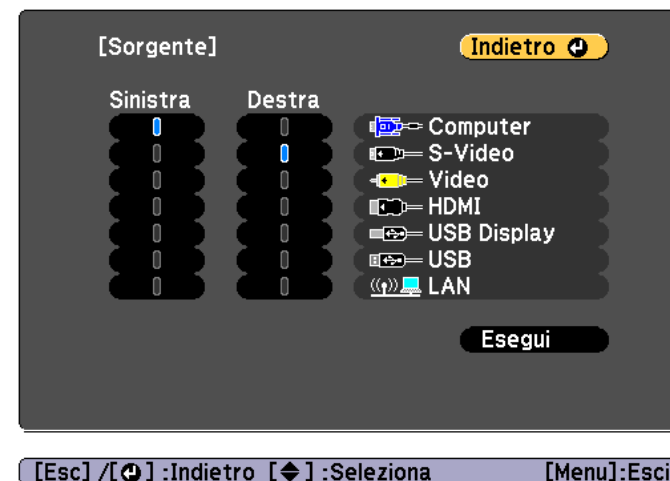 [Sorgente]
Indietro
Sinistra Destra
Computer
S-Video
Video
HDMI
USB Display
USB
LAN
Esegui
[Esc] /[ ] :Indietro [ ] :Seleziona [Menu]:Esci